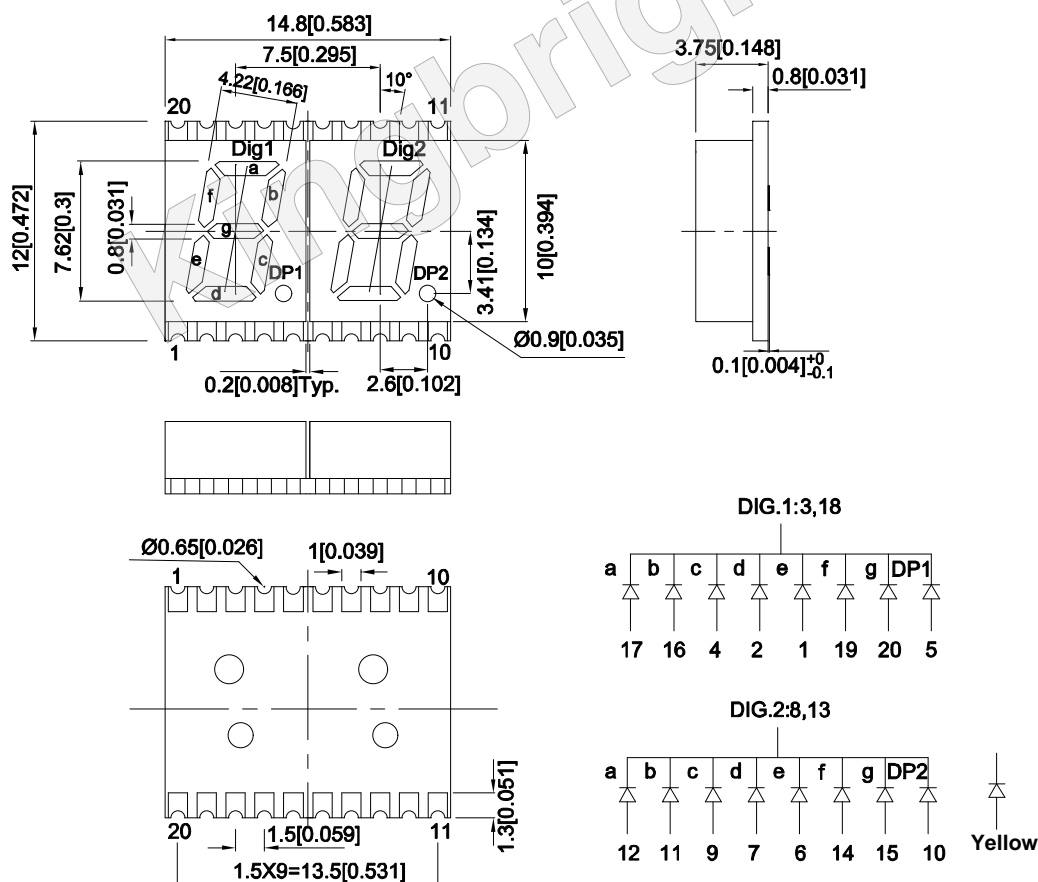 Kingbright
14.8[0.583]
7.5[0.295]
4.22[0.166]
10°
20
11
Dig1
Dig2
a
f
b
g
e
c
d
DP1
DP2
12[0.472]
7.62[0.3]
0.8[0.031]
3.41[0.134]
10[0.394]
1
10
Ø0.9[0.035]
0.2[0.008]Typ.
2.6[0.102]
3.75[0.148]
0.8[0.031]
0.1[0.004]+0 -0.1
Ø0.65[0.026]
1[0.039]
1
10
20
11
1.5[0.059]
1.5X9=13.5[0.531]
1.3[0.051]
DIG.1:3,18
a b c d e f g DP1
17 16 4 2 1 19 20 5
DIG.2:8,13
a b c d e f g DP2
12 11 9 7 6 14 15 10
Yellow